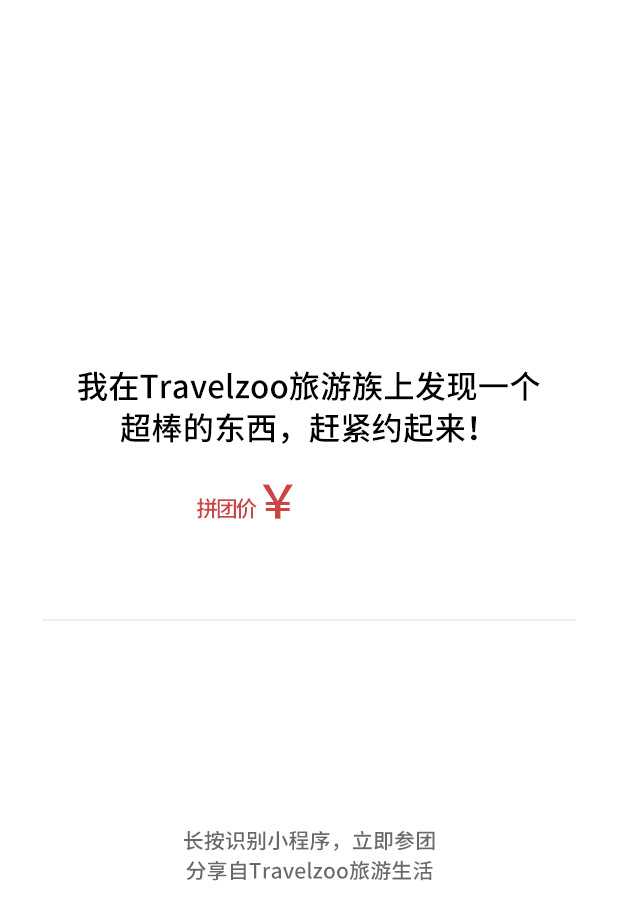 我在Travelzoo旅游族上发现一个
超棒的东西，赶紧约起来！
拼团价 ¥
长按识别小程序，立即参团
分享自Travelzoo旅游生活